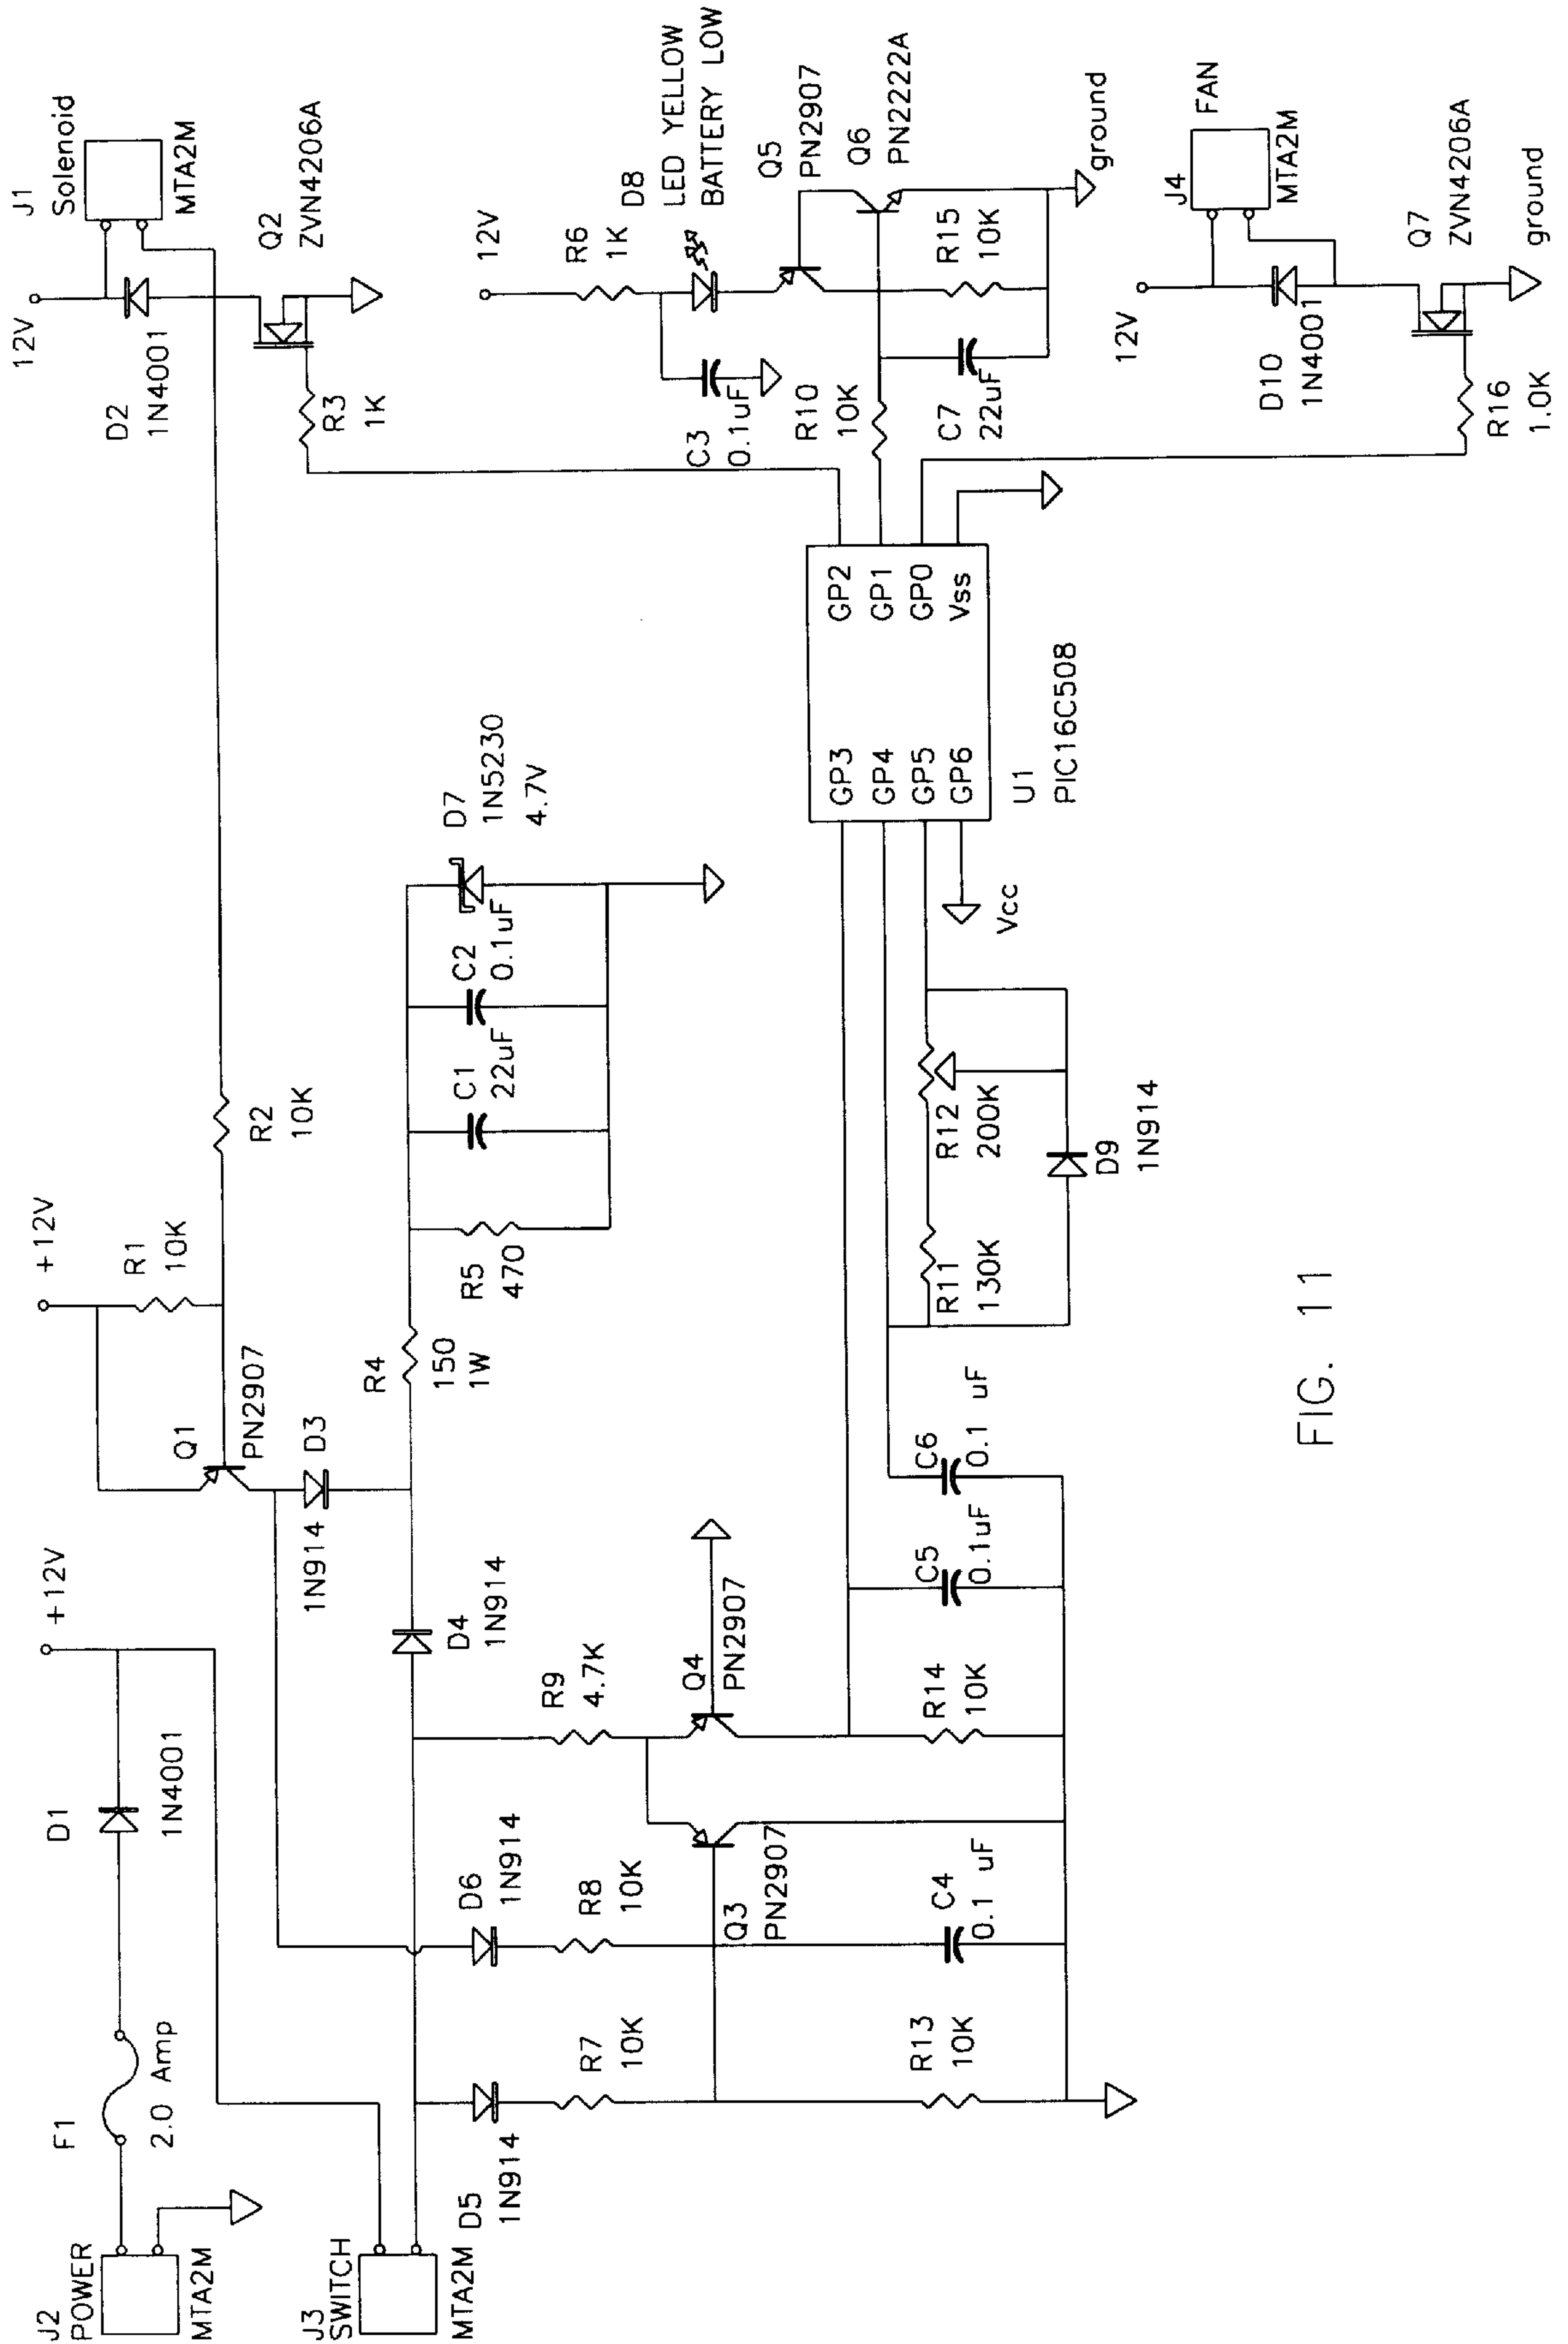 J2
POWER
MTA2M
F1
2.0 Amp
D1
1N4001
+12V
J3
SWITCH
MTA2M
Q1
PN2907
+12V
R1
10K
R2
10K
D3
1N914
D4
1N914
R4
150
1W
R5
470
C1
22uF
C2
0.1uF
D7
1N5230
4.7V
D5
1N914
D6
1N914
R7
10K
R8
10K
R9
4.7K
Q3
PN2907
Q4
PN2907
R13
10K
C4
0.1 uF
R14
10K
C5
0.1uF
C6
0.1 uF
R11
130K
R12
200K
D9
1N914
Vcc
GP3
GP4
GP5
GP6
GP2
GP1
GP0
Vss
U1
PIC16C508
12V
D2
1N4001
J1
Solenoid
MTA2M
Q2
ZVN4206A
R3
1K
12V
R6
1K
D8
LED YELLOW
BATTERY LOW
C3
0.1uF
Q5
PN2907
Q6
PN2222A
R10
10K
R15
10K
C7
22uF
ground
12V
J4
FAN
MTA2M
D10
1N4001
Q7
ZVN4206A
R16
1.0K
ground
FIG. 11